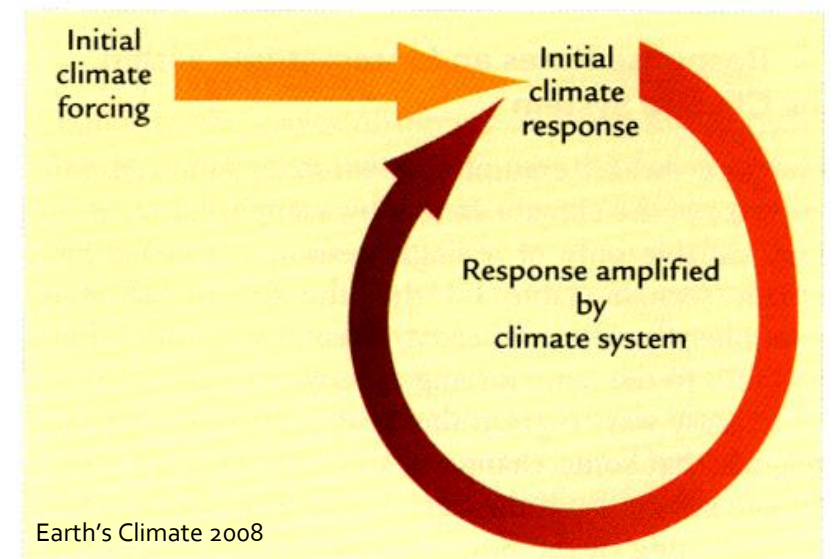 Initial
climate
forcing
Initial
climate
response
Response amplified
by
climate system
Earth's Climate 2008